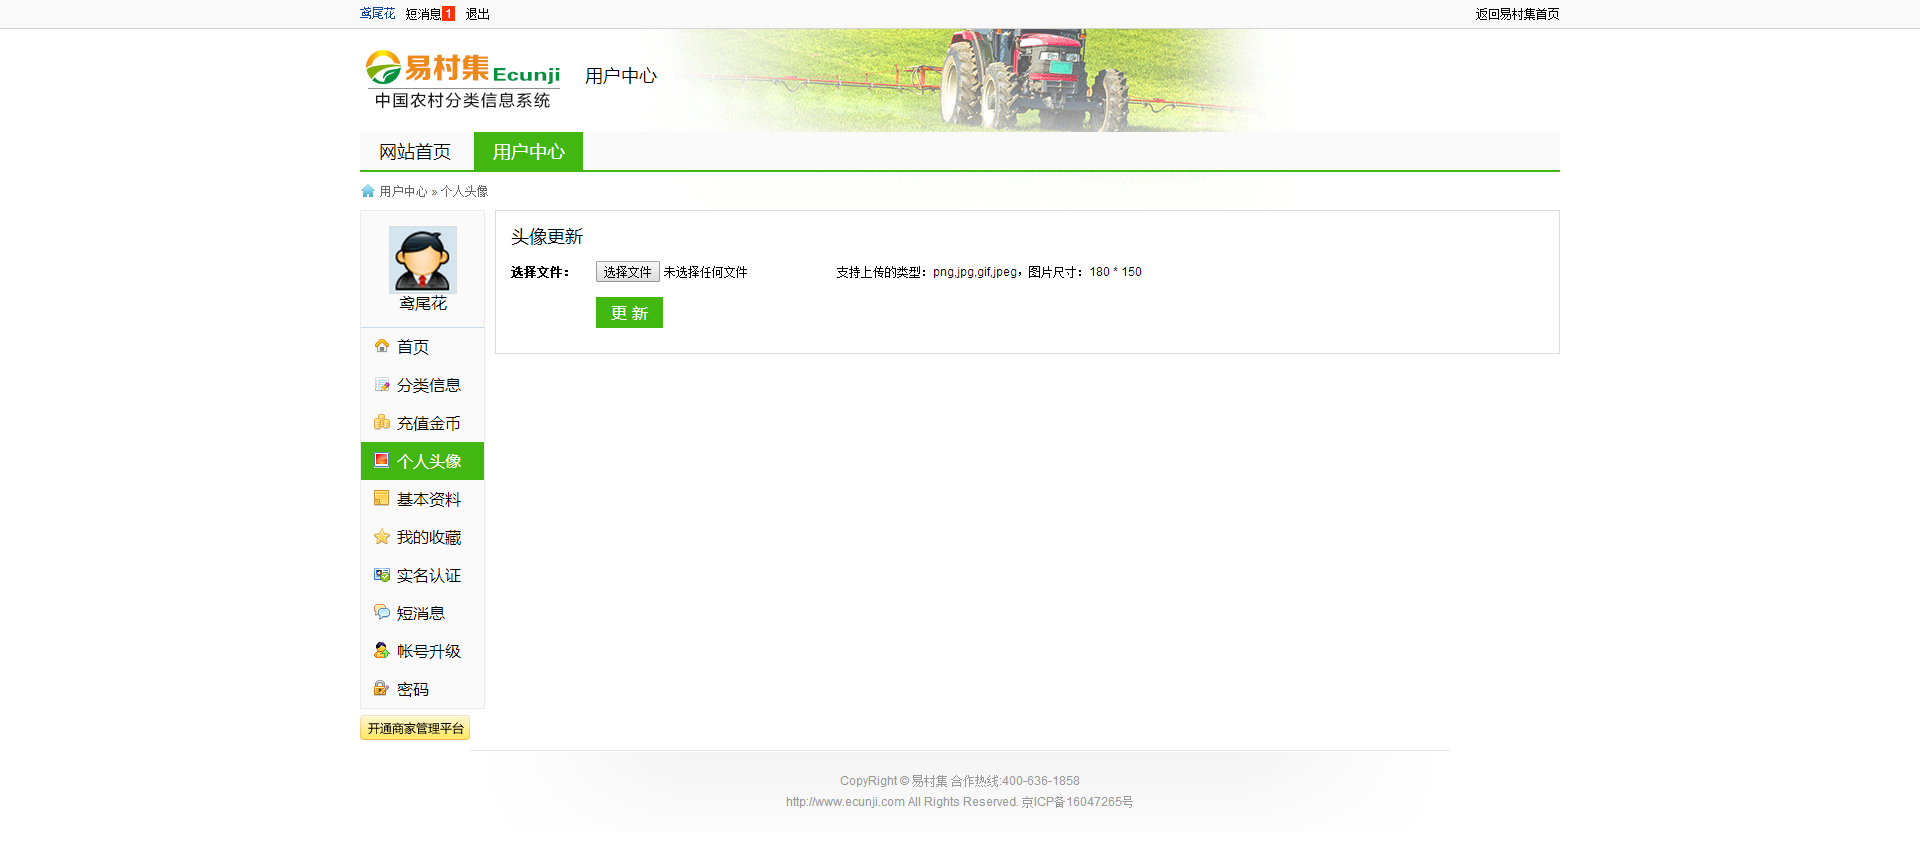 鸢尾花 短消息1 退出 返回易村集首页
易村集Ecunji
中国农村分类信息系统
用户中心
网站首页 用户中心
用户中心 » 个人头像
鸢尾花
首页
分类信息
充值金币
个人头像
基本资料
我的收藏
实名认证
短消息
帐号升级
密码
开通商家管理平台
头像更新
选择文件： 选择文件 未选择任何文件 支持上传的类型：png,jpg,gif,jpeg，图片尺寸：180 * 150
更 新
CopyRight © 易村集 合作热线:400-636-1858
http://www.ecunji.com All Rights Reserved. 京ICP备16047265号